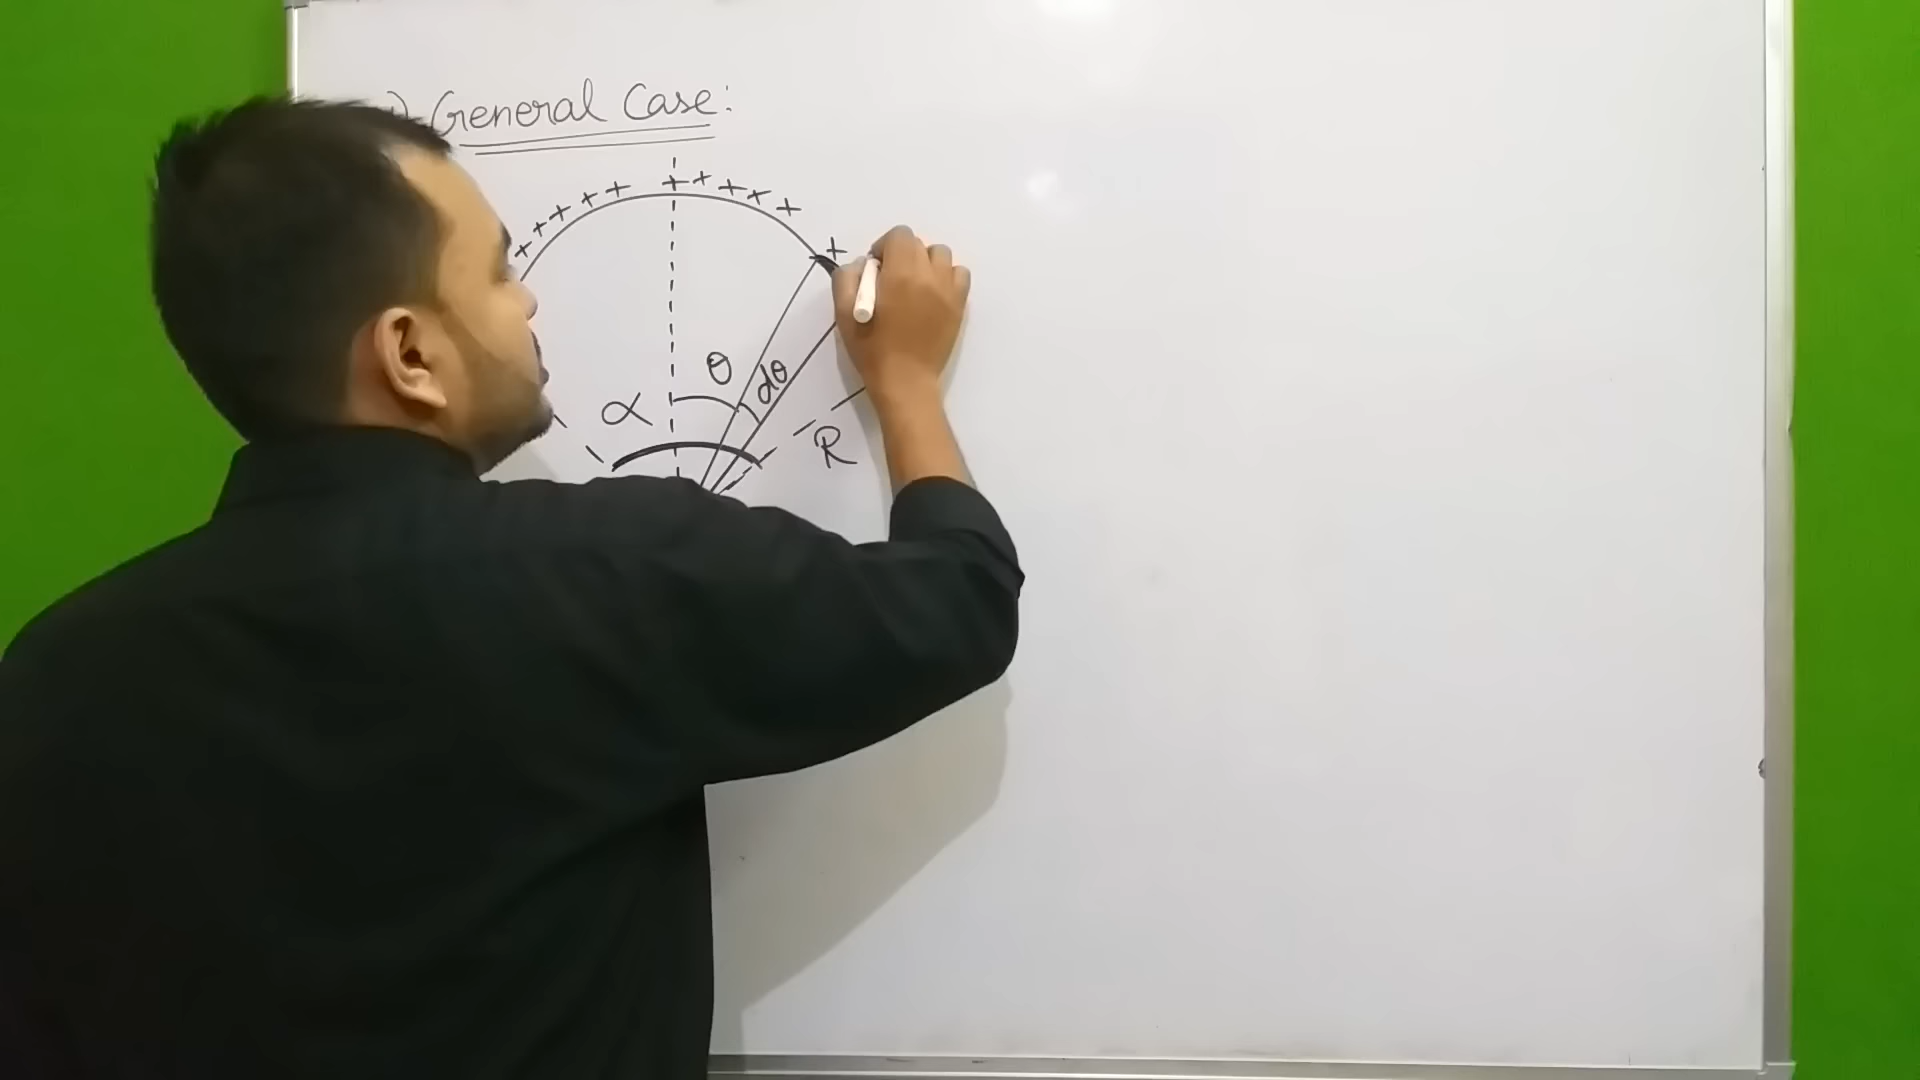 ) General Case:
+ + + + + + + + + + +
θ
dθ
α
R